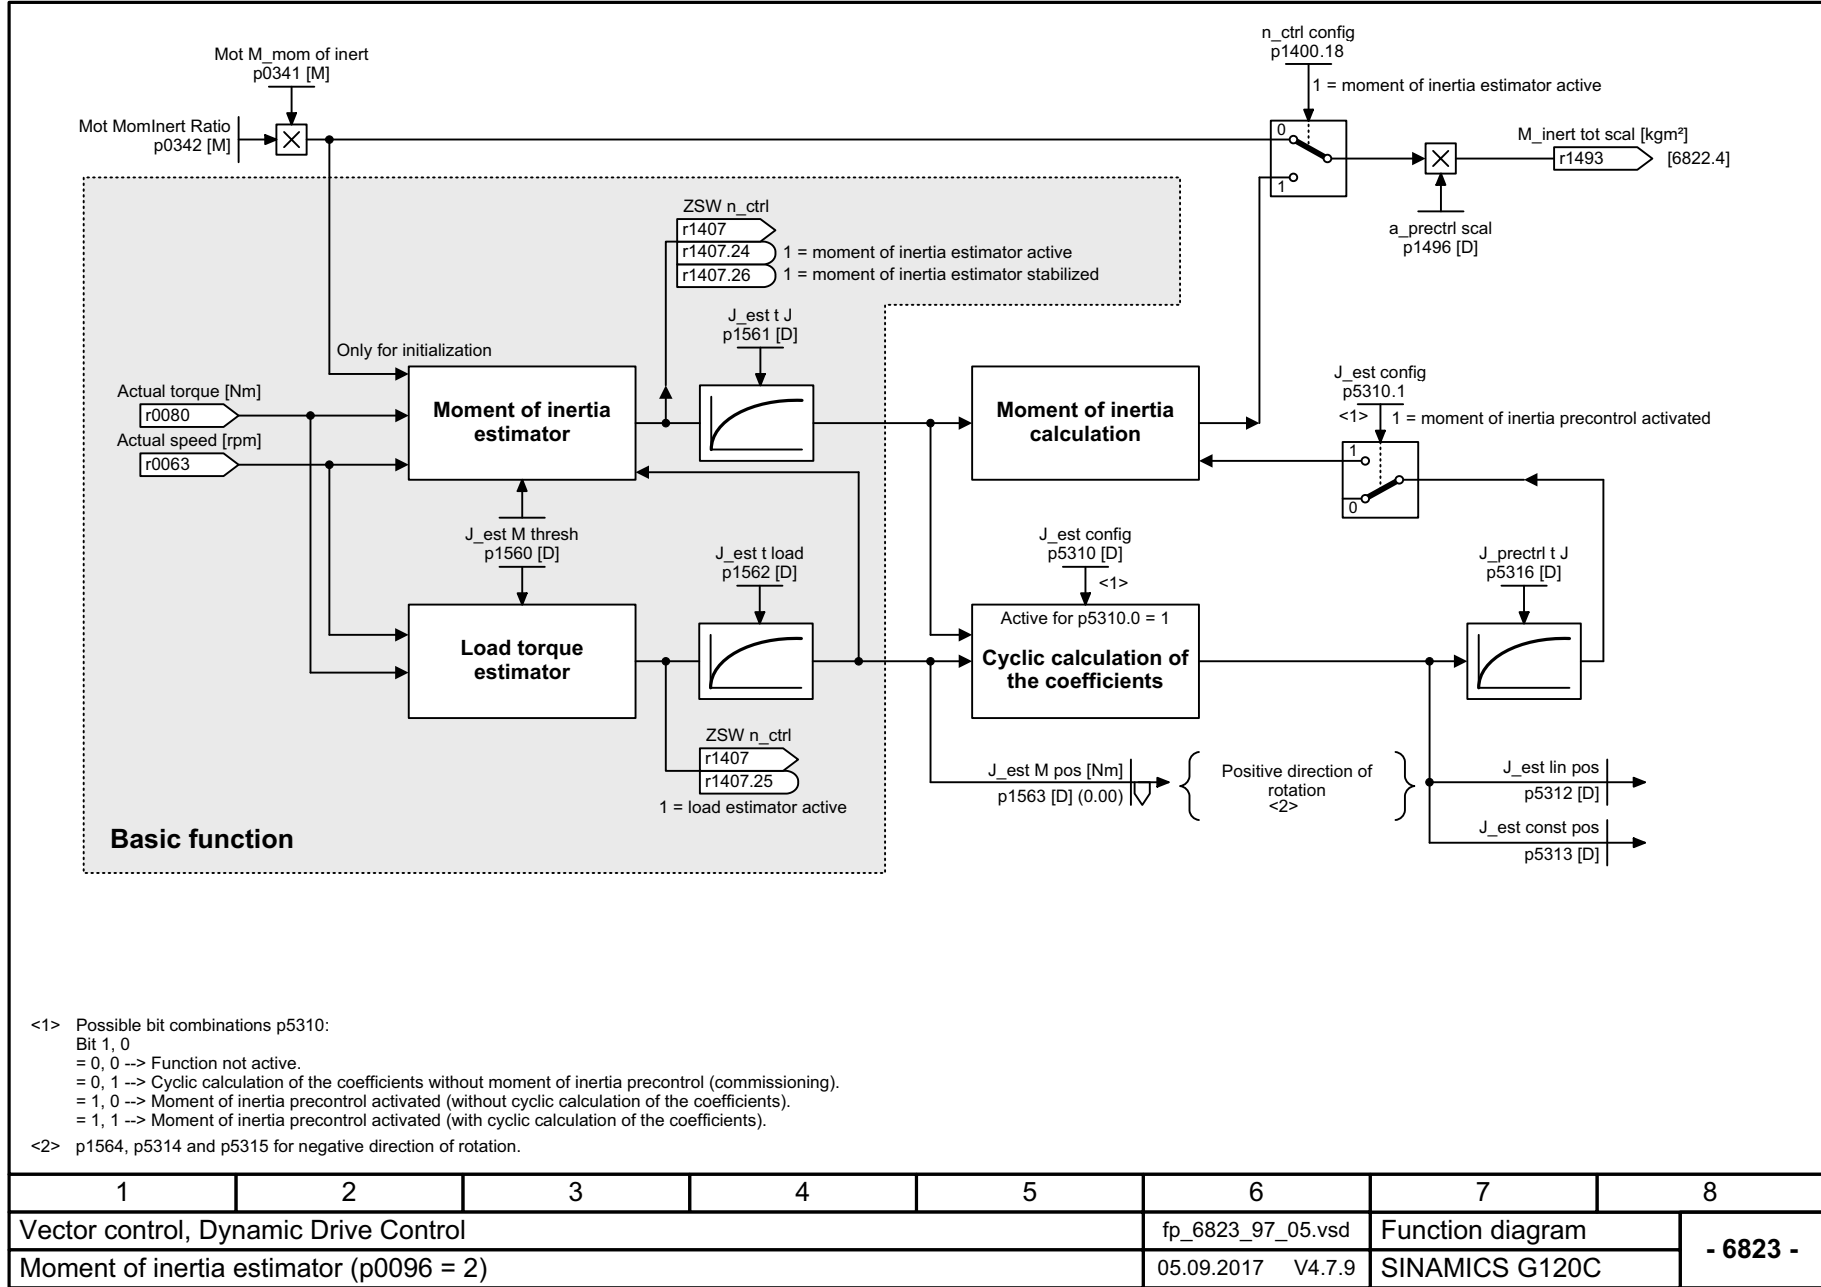 Mot M_mom of inert
p0341 [M]
Mot MomInert Ratio
p0342 [M]
n_ctrl config
p1400.18
1 = moment of inertia estimator active
0
1
M_inert tot scal [kgm²]
r1493
[6822.4]
a_prectrl scal
p1496 [D]
ZSW n_ctrl
r1407
r1407.24
1 = moment of inertia estimator active
r1407.26
1 = moment of inertia estimator stabilized
J_est t J
p1561 [D]
Only for initialization
Actual torque [Nm]
r0080
Actual speed [rpm]
r0063
Moment of inertia
estimator
Moment of inertia
calculation
J_est config
p5310.1
<1>
1 = moment of inertia precontrol activated
1
0
J_est M thresh
p1560 [D]
J_est t load
p1562 [D]
J_est config
p5310 [D]
<1>
J_prectrl t J
p5316 [D]
Load torque
estimator
Active for p5310.0 = 1
Cyclic calculation of
the coefficients
ZSW n_ctrl
r1407
r1407.25
1 = load estimator active
J_est M pos [Nm]
p1563 [D] (0.00)
Positive direction of
rotation
<2>
J_est lin pos
p5312 [D]
J_est const pos
p5313 [D]
Basic function
<1> Possible bit combinations p5310:
Bit 1, 0
= 0, 0 --> Function not active.
= 0, 1 --> Cyclic calculation of the coefficients without moment of inertia precontrol (commissioning).
= 1, 0 --> Moment of inertia precontrol activated (without cyclic calculation of the coefficients).
= 1, 1 --> Moment of inertia precontrol activated (with cyclic calculation of the coefficients).
<2> p1564, p5314 and p5315 for negative direction of rotation.
1 2 3 4 5 6 7 8
Vector control, Dynamic Drive Control
fp_6823_97_05.vsd
Function diagram
- 6823 -
Moment of inertia estimator (p0096 = 2)
05.09.2017 V4.7.9
SINAMICS G120C